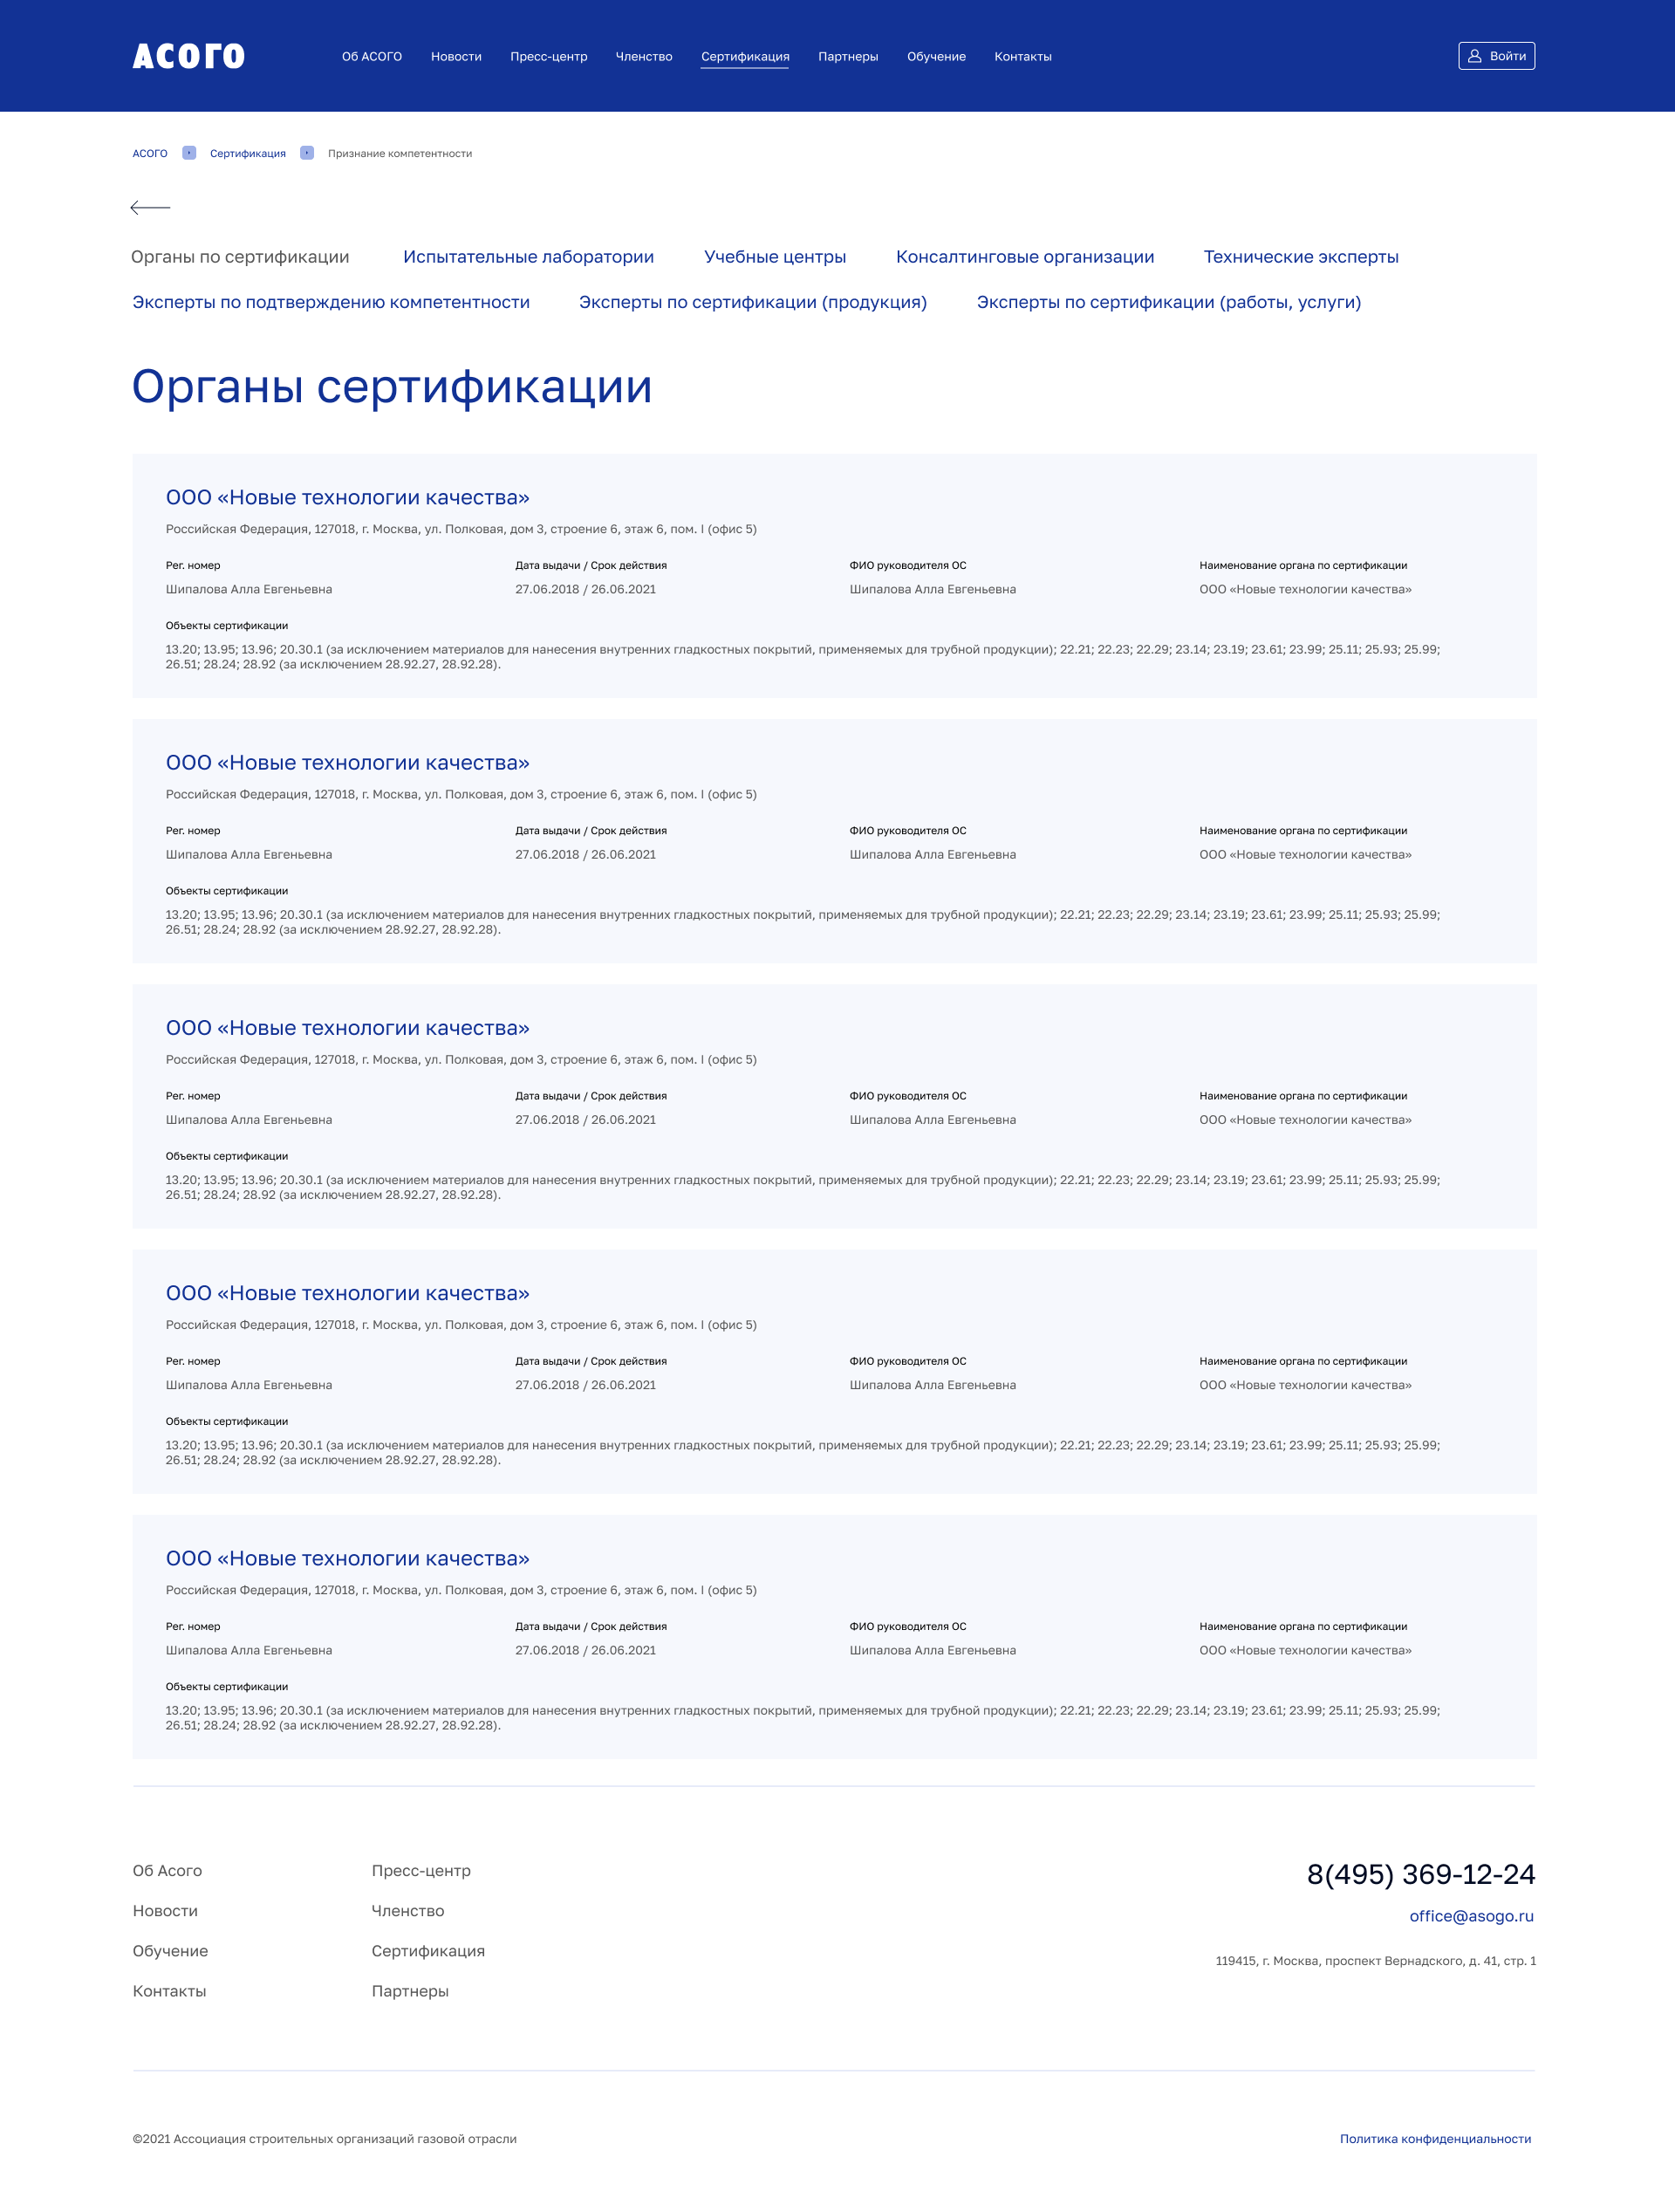 АСОГО
Об АСОГО Новости Пресс-центр Членство Сертификация Партнеры Обучение Контакты Войти
АСОГО Сертификация Признание компетентности
Органы по сертификации Испытательные лаборатории Учебные центры Консалтинговые организации Технические эксперты
Эксперты по подтверждению компетентности Эксперты по сертификации (продукция) Эксперты по сертификации (работы, услуги)
Органы сертификации
ООО «Новые технологии качества»
Российская Федерация, 127018, г. Москва, ул. Полковая, дом 3, строение 6, этаж 6, пом. I (офис 5)
Рег. номер Дата выдачи / Срок действия ФИО руководителя ОС Наименование органа по сертификации
Шипалова Алла Евгеньевна 27.06.2018 / 26.06.2021 Шипалова Алла Евгеньевна ООО «Новые технологии качества»
Объекты сертификации
13.20; 13.95; 13.96; 20.30.1 (за исключением материалов для нанесения внутренних гладкостных покрытий, применяемых для трубной продукции); 22.21; 22.23; 22.29; 23.14; 23.19; 23.61; 23.99; 25.11; 25.93; 25.99;
26.51; 28.24; 28.92 (за исключением 28.92.27, 28.92.28).
ООО «Новые технологии качества»
Российская Федерация, 127018, г. Москва, ул. Полковая, дом 3, строение 6, этаж 6, пом. I (офис 5)
Рег. номер Дата выдачи / Срок действия ФИО руководителя ОС Наименование органа по сертификации
Шипалова Алла Евгеньевна 27.06.2018 / 26.06.2021 Шипалова Алла Евгеньевна ООО «Новые технологии качества»
Объекты сертификации
13.20; 13.95; 13.96; 20.30.1 (за исключением материалов для нанесения внутренних гладкостных покрытий, применяемых для трубной продукции); 22.21; 22.23; 22.29; 23.14; 23.19; 23.61; 23.99; 25.11; 25.93; 25.99;
26.51; 28.24; 28.92 (за исключением 28.92.27, 28.92.28).
ООО «Новые технологии качества»
Российская Федерация, 127018, г. Москва, ул. Полковая, дом 3, строение 6, этаж 6, пом. I (офис 5)
Рег. номер Дата выдачи / Срок действия ФИО руководителя ОС Наименование органа по сертификации
Шипалова Алла Евгеньевна 27.06.2018 / 26.06.2021 Шипалова Алла Евгеньевна ООО «Новые технологии качества»
Объекты сертификации
13.20; 13.95; 13.96; 20.30.1 (за исключением материалов для нанесения внутренних гладкостных покрытий, применяемых для трубной продукции); 22.21; 22.23; 22.29; 23.14; 23.19; 23.61; 23.99; 25.11; 25.93; 25.99;
26.51; 28.24; 28.92 (за исключением 28.92.27, 28.92.28).
ООО «Новые технологии качества»
Российская Федерация, 127018, г. Москва, ул. Полковая, дом 3, строение 6, этаж 6, пом. I (офис 5)
Рег. номер Дата выдачи / Срок действия ФИО руководителя ОС Наименование органа по сертификации
Шипалова Алла Евгеньевна 27.06.2018 / 26.06.2021 Шипалова Алла Евгеньевна ООО «Новые технологии качества»
Объекты сертификации
13.20; 13.95; 13.96; 20.30.1 (за исключением материалов для нанесения внутренних гладкостных покрытий, применяемых для трубной продукции); 22.21; 22.23; 22.29; 23.14; 23.19; 23.61; 23.99; 25.11; 25.93; 25.99;
26.51; 28.24; 28.92 (за исключением 28.92.27, 28.92.28).
ООО «Новые технологии качества»
Российская Федерация, 127018, г. Москва, ул. Полковая, дом 3, строение 6, этаж 6, пом. I (офис 5)
Рег. номер Дата выдачи / Срок действия ФИО руководителя ОС Наименование органа по сертификации
Шипалова Алла Евгеньевна 27.06.2018 / 26.06.2021 Шипалова Алла Евгеньевна ООО «Новые технологии качества»
Объекты сертификации
13.20; 13.95; 13.96; 20.30.1 (за исключением материалов для нанесения внутренних гладкостных покрытий, применяемых для трубной продукции); 22.21; 22.23; 22.29; 23.14; 23.19; 23.61; 23.99; 25.11; 25.93; 25.99;
26.51; 28.24; 28.92 (за исключением 28.92.27, 28.92.28).
Об Асого Пресс-центр 8(495) 369-12-24
Новости Членство office@asogo.ru
Обучение Сертификация 119415, г. Москва, проспект Вернадского, д. 41, стр. 1
Контакты Партнеры
©2021 Ассоциация строительных организаций газовой отрасли Политика конфиденциальности